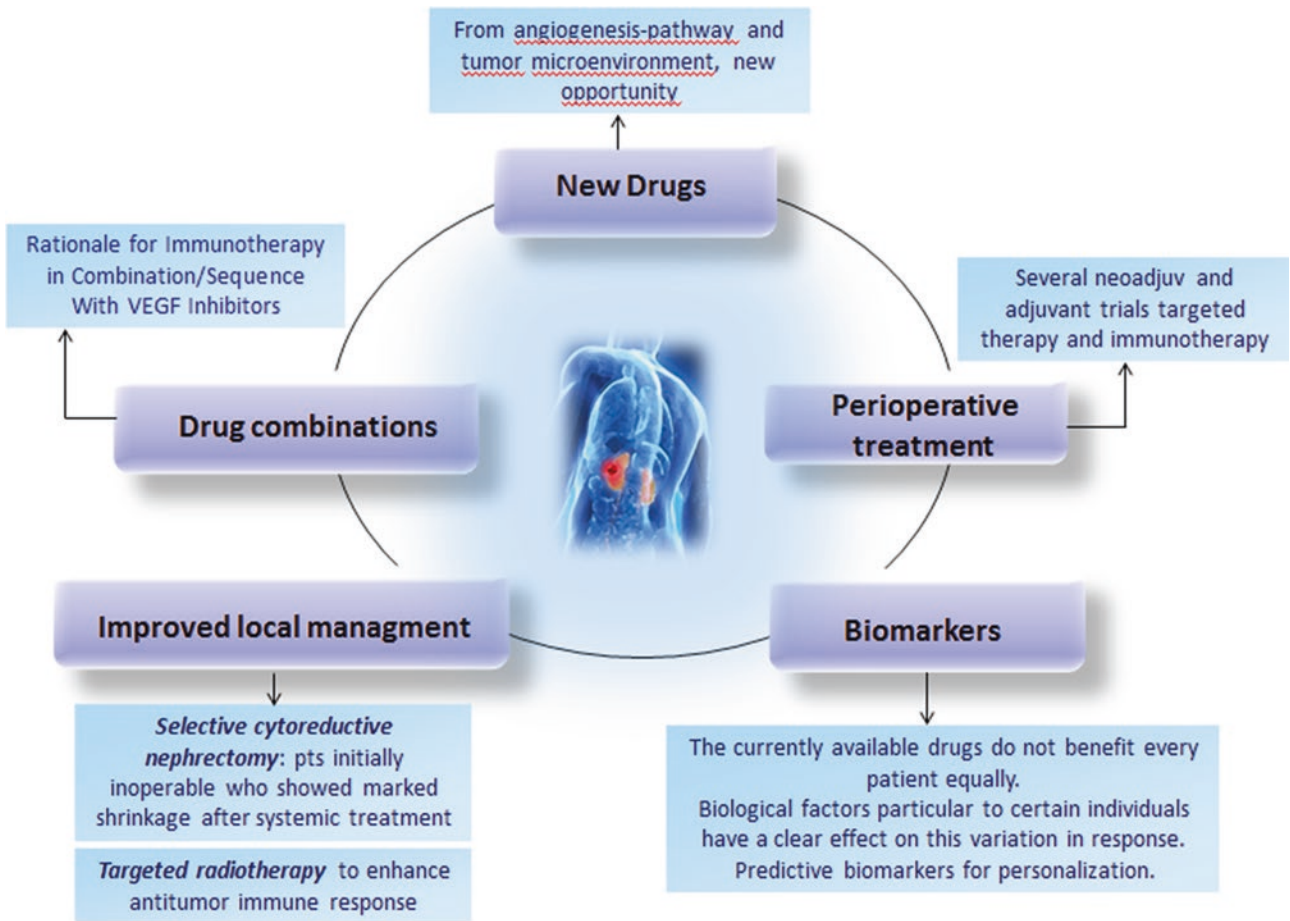 From angiogenesis-pathway and
tumor microenvironment, new
opportunity
New Drugs
Rationale for Immunotherapy
in Combination/Sequence
With VEGF Inhibitors
Several neoadjuv and
adjuvant trials targeted
therapy and immunotherapy
Drug combinations
Perioperative
treatment
Improved local managment
Biomarkers
Selective cytoreductive
nephrectomy: pts initially
inoperable who showed marked
shrinkage after systemic treatment
Targeted radiotherapy to enhance
antitumor immune response
The currently available drugs do not benefit every
patient equally.
Biological factors particular to certain individuals
have a clear effect on this variation in response.
Predictive biomarkers for personalization.